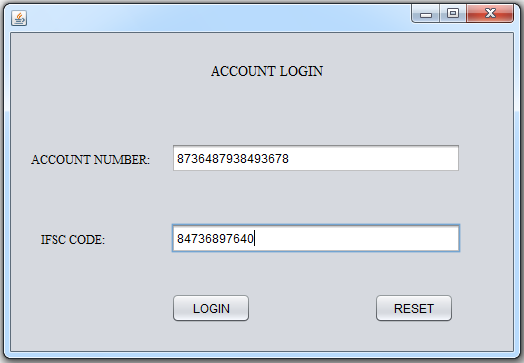 ACCOUNT LOGIN
ACCOUNT NUMBER: 8736487938493678
IFSC CODE: 84736897640
LOGIN RESET